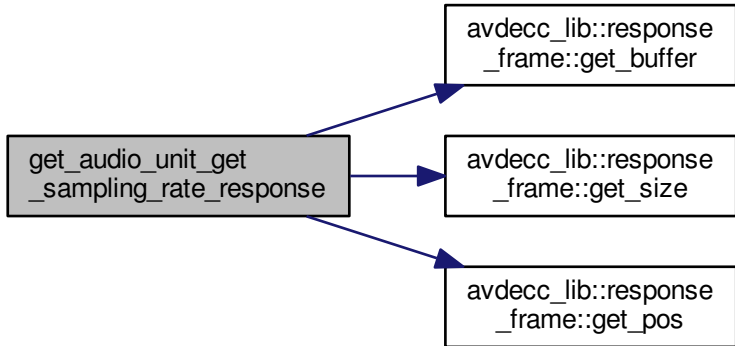 avdecc_lib::response
_frame::get_buffer
get_audio_unit_get
_sampling_rate_response
avdecc_lib::response
_frame::get_size
avdecc_lib::response
_frame::get_pos